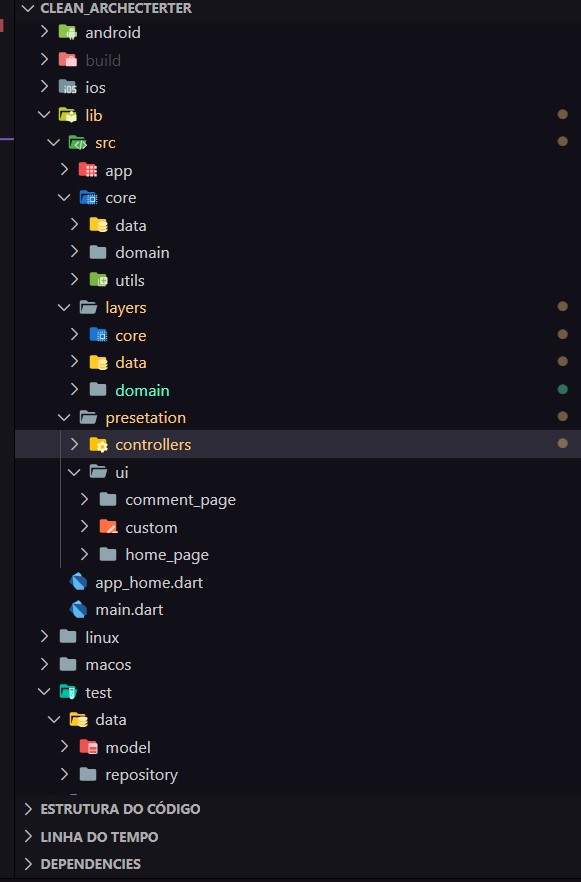 CLEAN_ARCHECTERTER
android
build
ios
lib
src
app
core
data
domain
utils
layers
core
data
domain
presetation
controllers
ui
comment_page
custom
home_page
app_home.dart
main.dart
linux
macos
test
data
model
repository
ESTRUTURA DO CÓDIGO
LINHA DO TEMPO
DEPENDENCIES